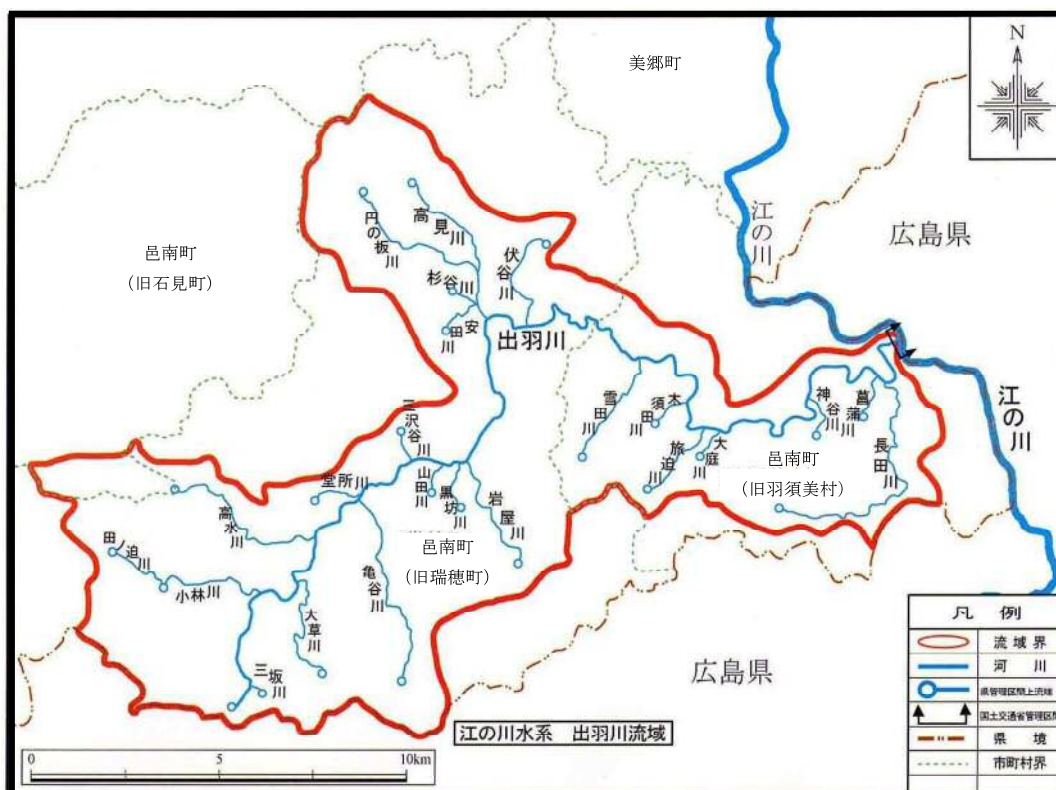 美郷町
N
江の川
広島県
邑南町
(旧石見町)
円の板川
高見川
伏谷川
杉谷川
安田川
出羽川
雪田川
須田川
木
旅迫川
大庭川
神谷川
菖蒲川
長田川
江の川
邑南町
(旧羽須美村)
三沢谷川
堂所川
山田川
黒坊川
岩屋川
高水川
邑南町
(旧瑞穂町)
田ノ迫川
小林川
亀谷川
大草川
三坂川
広島県
江の川水系 出羽川流域
0 5 10km
凡例
流域界
河川
県管理区間上流端
国土交通省管理区間
県境
市町村界